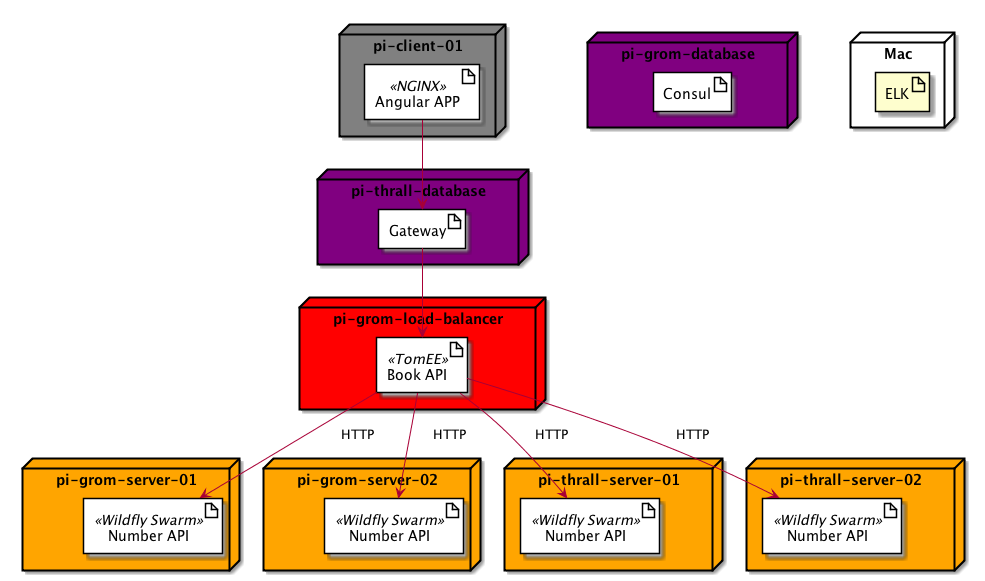 pi-client-01
«NGINX»
Angular APP
pi-grom-database
Consul
Mac
ELK
pi-thrall-database
Gateway
pi-grom-load-balancer
«TomEE»
Book API
HTTP
HTTP
HTTP
HTTP
pi-grom-server-01
«Wildfly Swarm»
Number API
pi-grom-server-02
«Wildfly Swarm»
Number API
pi-thrall-server-01
«Wildfly Swarm»
Number API
pi-thrall-server-02
«Wildfly Swarm»
Number API